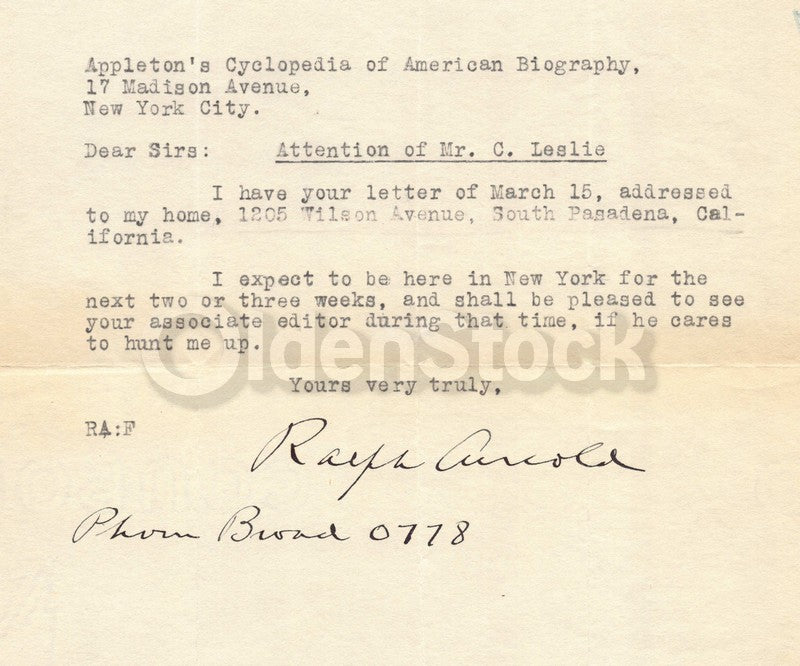 Appleton's Cyclopedia of American Biography,
17 Madison Avenue,
New York City.
Dear Sirs: Attention of Mr. C. Leslie
I have your letter of March 15, addressed
to my home, 1205 Wilson Avenue, South Pasadena, Cal-
ifornia.
I expect to be here in New York for the
next two or three weeks, and shall be pleased to see
your associate editor during that time, if he cares
to hunt me up.
OldenStock
Yours very truly,
RA:F
Ralph Arnold
Phone Broad 0778